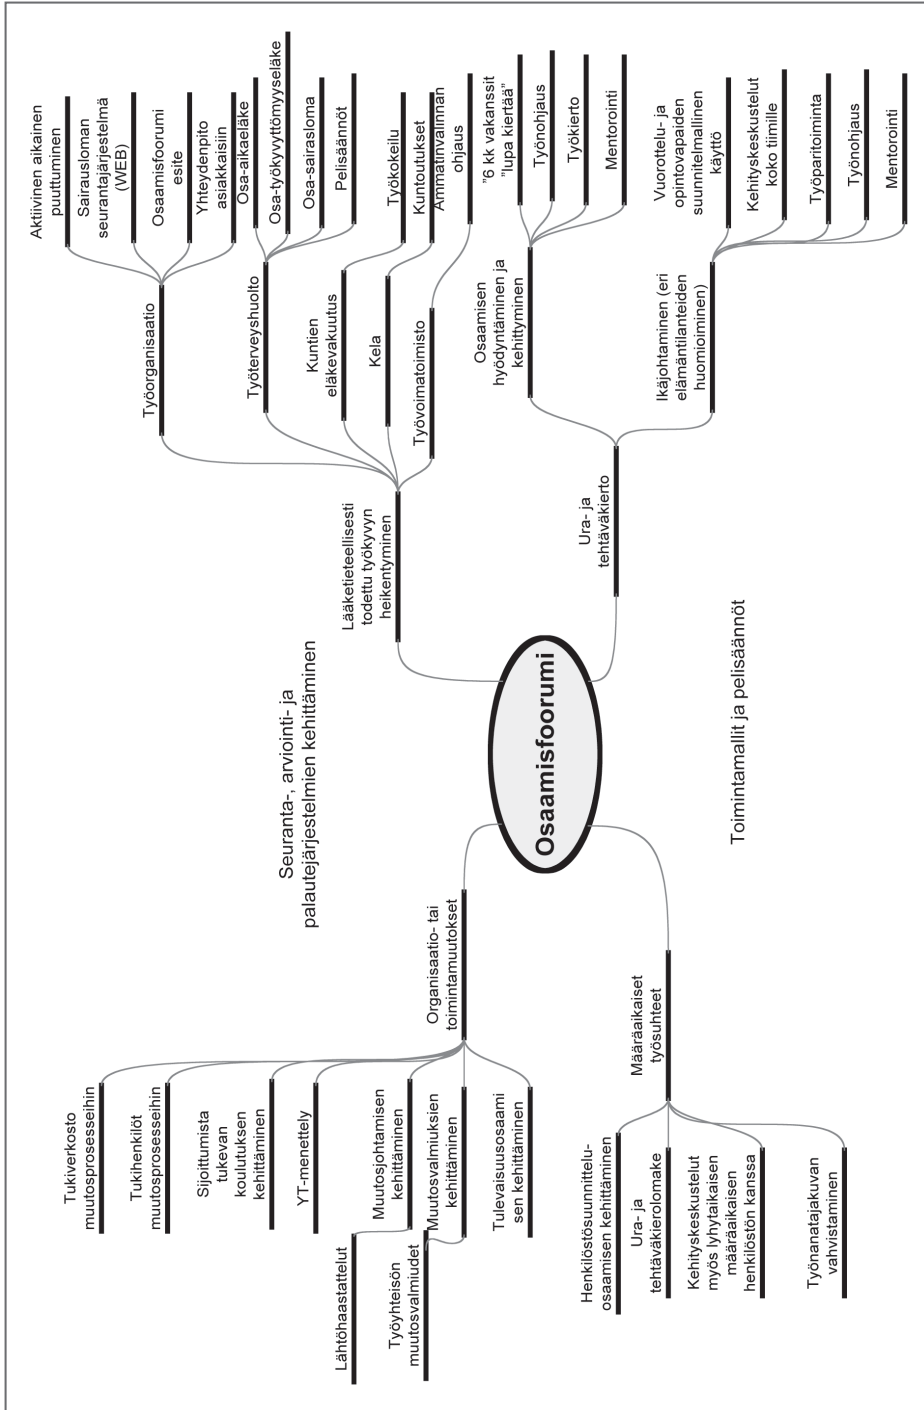 Osaamisfoorumi
Seuranta-, arviointi- ja
palautejärjestelmien kehittäminen
Toimintamallit ja pelisäännöt
Lääketieteellisesti
todettu työkyvyn
heikentyminen
Työorganisaatio
Aktiivinen aikainen
puuttuminen
Sairausloman
seurantajärjestelmä
(WEB)
Osaamisfoorumi
esite
Yhteydenpito
asiakkaisiin
Työterveyshuolto
Osa-aikaeläke
Osa-työkyvyttömyyseläke
Osa-sairasloma
Pelisäännöt
Kuntien
eläkevakuutus
Työkokeilu
Kela
Kuntoutukset
Työvoimatoimisto
Ammatinvalinnan
ohjaus
Ura- ja
tehtäväkierto
Osaamisen
hyödyntäminen ja
kehittyminen
"6 kk vakanssit
"lupa kiertää"
Työnohjaus
Työkierto
Mentorointi
Ikäjohtaminen (eri
elämäntilanteiden
huomioiminen)
Vuorottelu- ja
opintovapaiden
suunnitelmallinen
käyttö
Kehityskeskustelut
koko tiimille
Työparitoiminta
Työnohjaus
Mentorointi
Organisaatio- tai
toimintamuutokset
Tukiverkosto
muutosprosesseihin
Tukihenkilöt
muutosprosesseihin
Sijoittumista
tukevan
koulutuksen
kehittäminen
YT-menettely
Muutosjohtamisen
kehittäminen
Lähtöhaastattelut
Muutosvalmiuksien
kehittäminen
Työyhteisön
muutosvalmiudet
Tulevaisuusosaami
sen kehittäminen
Määräaikaiset
työsuhteet
Henkilöstösuunnittelu-
osaamisen kehittäminen
Ura- ja
tehtäväkierolomake
Kehityskeskustelut
myös lyhytaikaisen
määräaikaisen
henkilöstön kanssa
Työnanatajakuvan
vahvistaminen